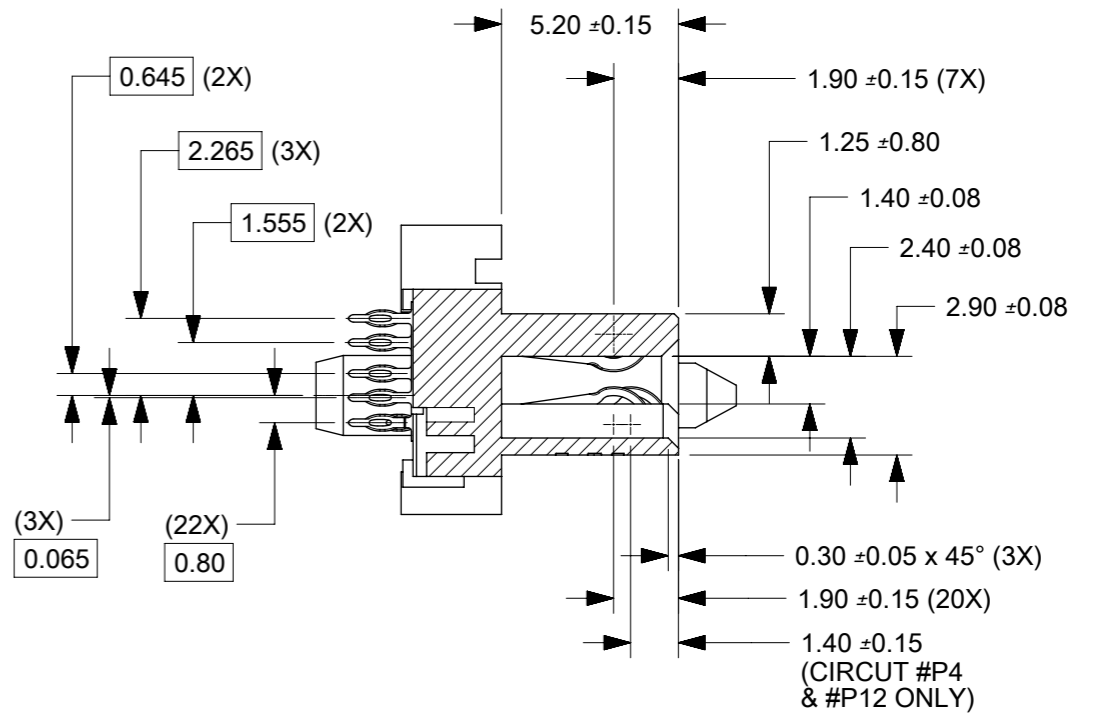 5.20 ±0.15
0.645 (2X)
1.90 ±0.15 (7X)
2.265 (3X)
1.25 ±0.80
1.40 ±0.08
1.555 (2X)
2.40 ±0.08
2.90 ±0.08
(3X)
0.065
(22X)
0.80
0.30 ±0.05 x 45° (3X)
1.90 ±0.15 (20X)
1.40 ±0.15
(CIRCUT #P4
& #P12 ONLY)